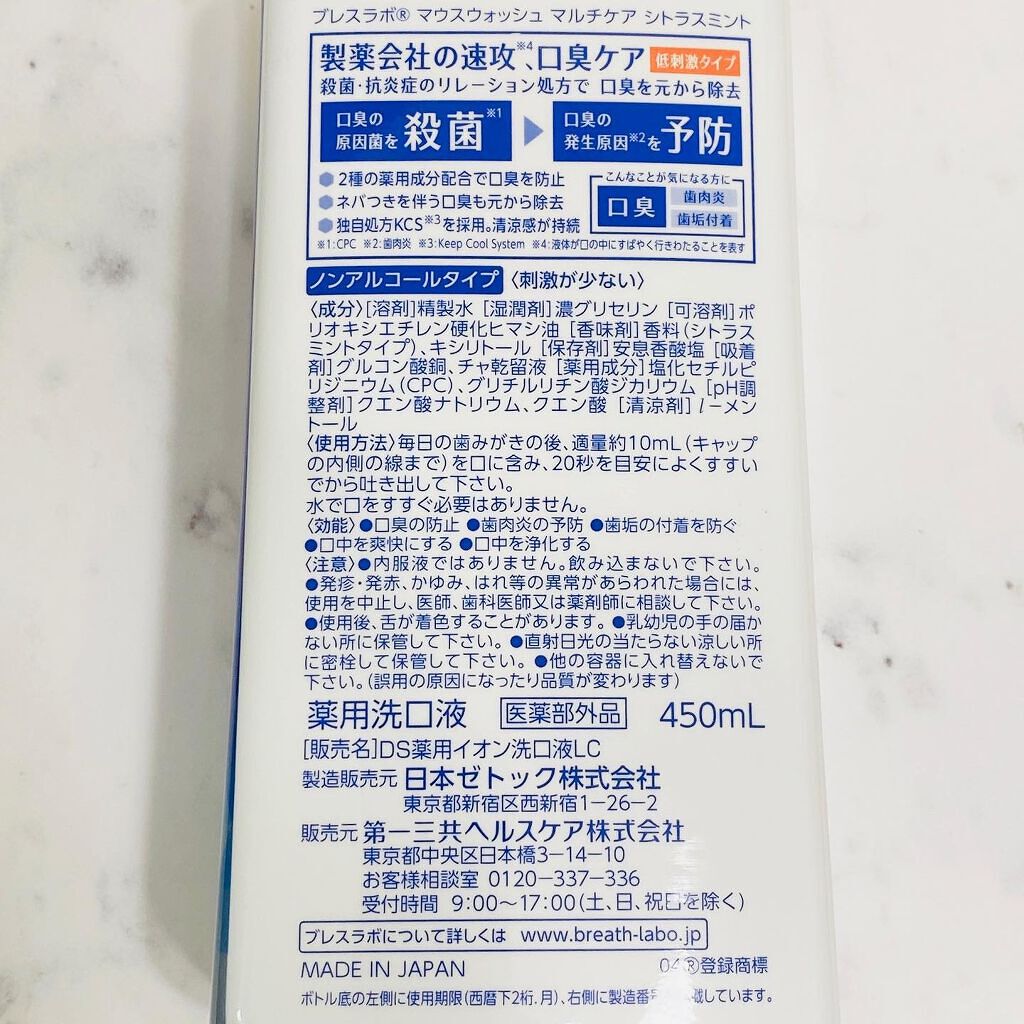 ブレスラボ® マウスウォッシュ マルチケア シトラスミント
製薬会社の速攻※4、口臭ケア 低刺激タイプ
殺菌・抗炎症のリレーション処方で 口臭を元から除去
口臭の原因菌を 殺菌※1 ▶ 口臭の発生原因※2を 予防
2種の薬用成分配合で口臭を防止
ネバつきを伴う口臭も元から除去
独自処方KCS※3を採用。清涼感が持続
こんなことが気になる方に
口臭 歯肉炎 歯垢付着
※1:CPC ※2:歯肉炎 ※3:Keep Cool System ※4:液体が口の中にすばやく行きわたることを表す
ノンアルコールタイプ〈刺激が少ない〉
〈成分〉[溶剤]精製水 [湿潤剤]濃グリセリン [可溶剤]ポ
リオキシエチレン硬化ヒマシ油 [香味剤]香料(シトラス
ミントタイプ)、キシリトール [保存剤]安息香酸塩 [吸着
剤]グルコン酸銅、チャ乾留液 [薬用成分]塩化セチルピ
リジニウム(CPC)、グリチルリチン酸ジカリウム [pH調
整剤]クエン酸ナトリウム、クエン酸 [清涼剤]l-メン
トール
〈使用方法〉毎日の歯みがきの後、適量約10mL(キャップ
の内側の線まで)を口に含み、20秒を目安によくすすい
でから吐き出して下さい。
水で口をすすぐ必要はありません。
〈効能〉●口臭の防止 ●歯肉炎の予防 ●歯垢の付着を防ぐ
●口中を爽快にする ●口中を浄化する
〈注意〉●内服液ではありません。飲み込まないで下さい。
●発疹・発赤、かゆみ、はれ等の異常があらわれた場合には、
使用を中止し、医師、歯科医師又は薬剤師に相談して下さい。
●使用後、舌が着色することがあります。●乳幼児の手の届か
ない所に保管して下さい。●直射日光の当たらない涼しい所
に密栓して保管して下さい。●他の容器に入れ替えないで
下さい。(誤用の原因になったり品質が変わります)
薬用洗口液 医薬部外品 450mL
[販売名]DS薬用イオン洗口液LC
製造販売元 日本ゼトック株式会社
東京都新宿区西新宿1-26-2
販売元 第一三共ヘルスケア株式会社
東京都中央区日本橋3-14-10
お客様相談室 0120-337-336
受付時間 9:00〜17:00(土、日、祝日を除く)
ブレスラボについて詳しくは www.breath-labo.jp
MADE IN JAPAN 04®登録商標
ボトル底の左側に使用期限(西暦下2桁.月)、右側に製造番 載しています。